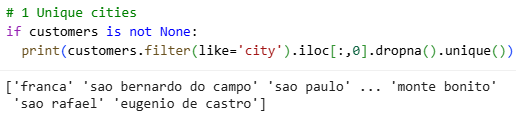 # 1 Unique cities
if customers is not None:
  print(customers.filter(like='city').iloc[:,0].dropna().unique())
['franca' 'sao bernardo do campo' 'sao paulo' ... 'monte bonito'
 'sao rafael' 'eugenio de castro']